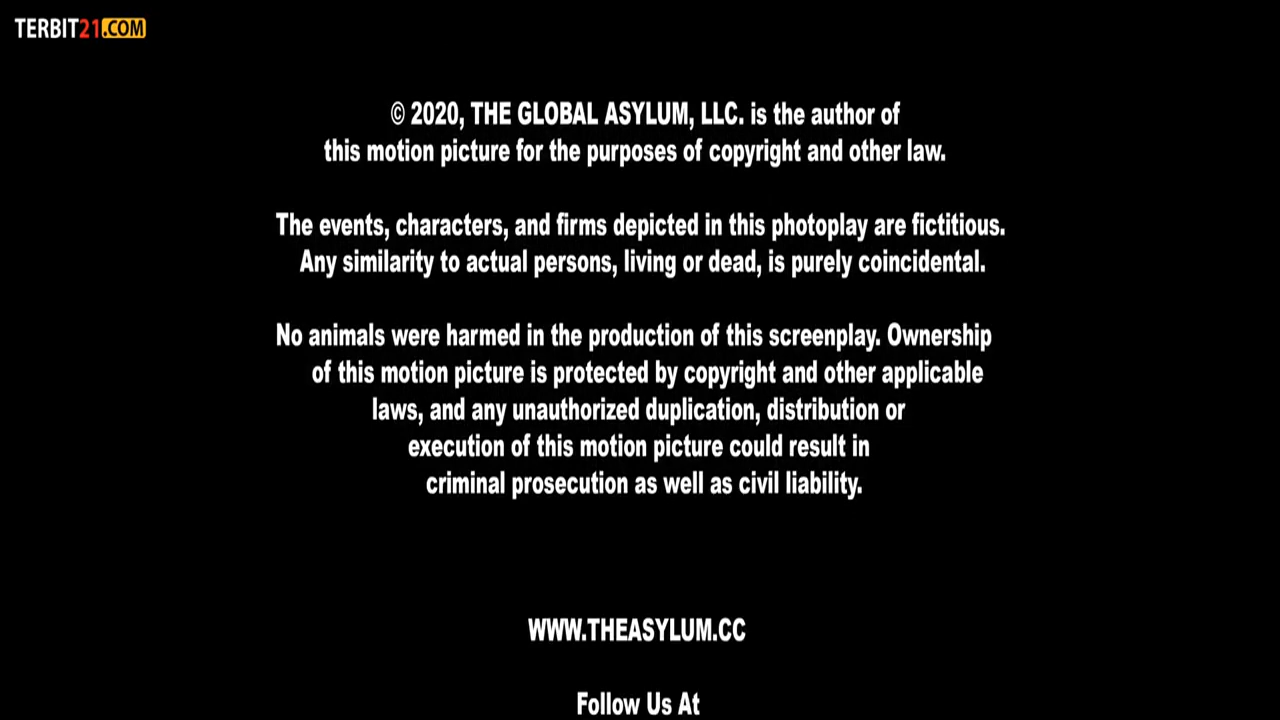 TERBIT21.COM
© 2020, THE GLOBAL ASYLUM, LLC. is the author of
this motion picture for the purposes of copyright and other law.
The events, characters, and firms depicted in this photoplay are fictitious.
Any similarity to actual persons, living or dead, is purely coincidental.
No animals were harmed in the production of this screenplay. Ownership
of this motion picture is protected by copyright and other applicable
laws, and any unauthorized duplication, distribution or
execution of this motion picture could result in
criminal prosecution as well as civil liability.
WWW.THEASYLUM.CC
Follow Us At